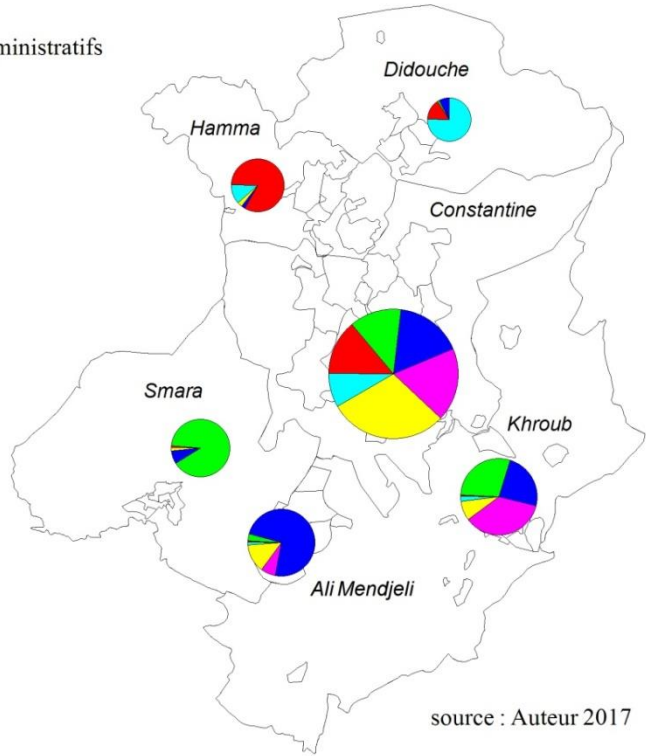 ministratifs
Didouche
Hamma
Constantine
Smara
Khroub
Ali Mendjeli
source : Auteur 2017